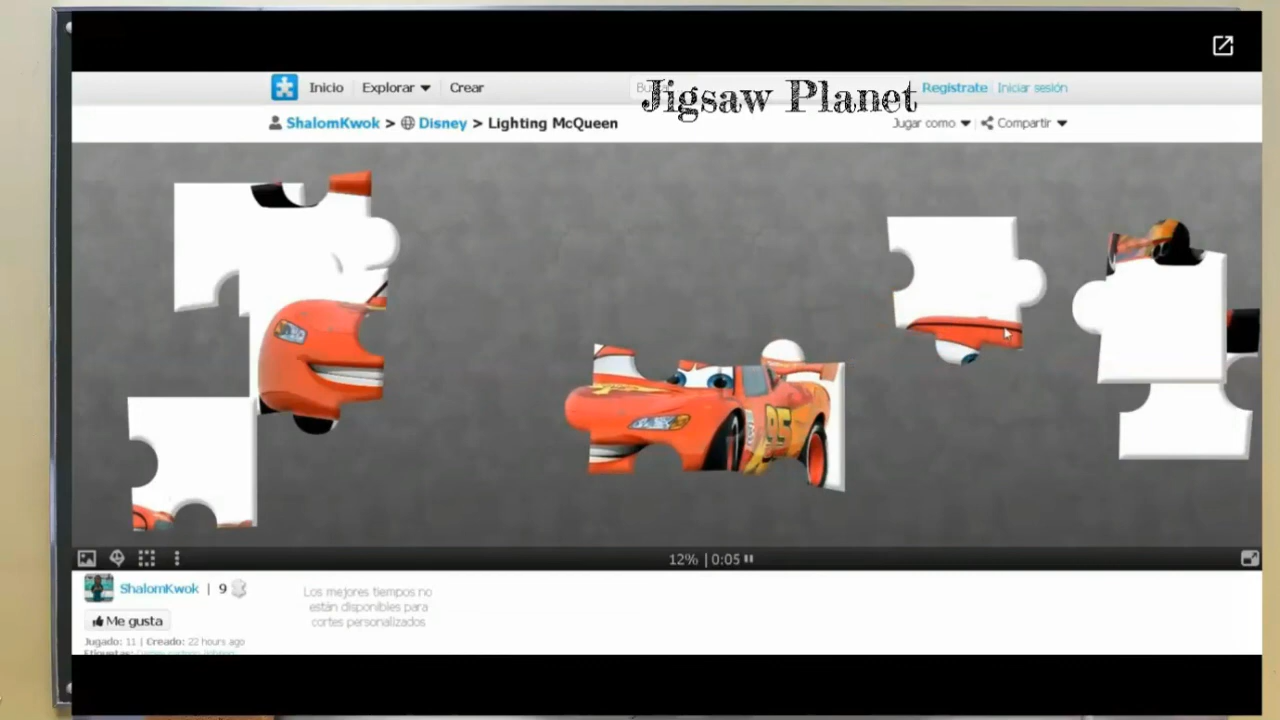 Jigsaw Planet
Inicio Explorar Crear Regístrate Iniciar sesión
ShalomKwok > Disney > Lighting McQueen Jugar como Compartir
95
12% | 0:05
ShalomKwok | 9
Me gusta
Los mejores tiempos no
están disponibles para
cortes personalizados
Jugado: 11 | Creado: 22 hours ago
Etiquetas: